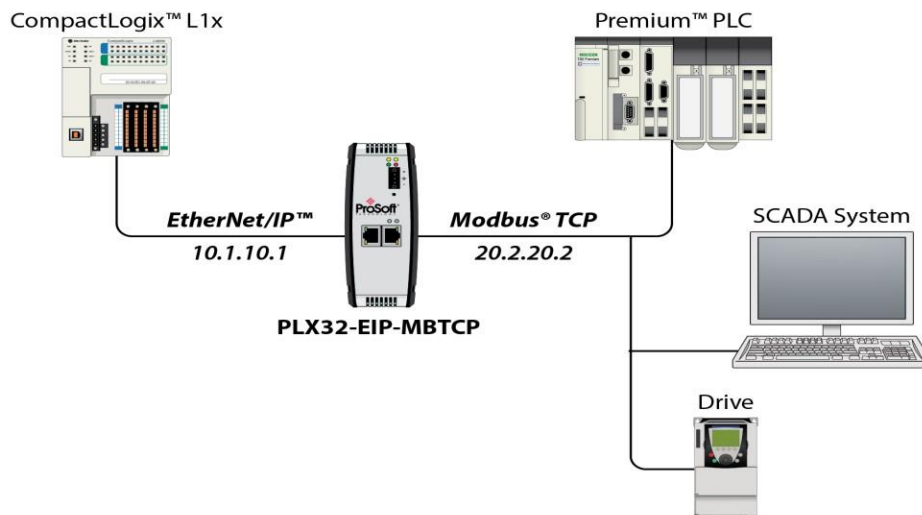 CompactLogix™ L1x
Premium™ PLC
ProSoft
EtherNet/IP™
10.1.10.1
Modbus® TCP
20.2.20.2
PLX32-EIP-MBTCP
SCADA System
Drive